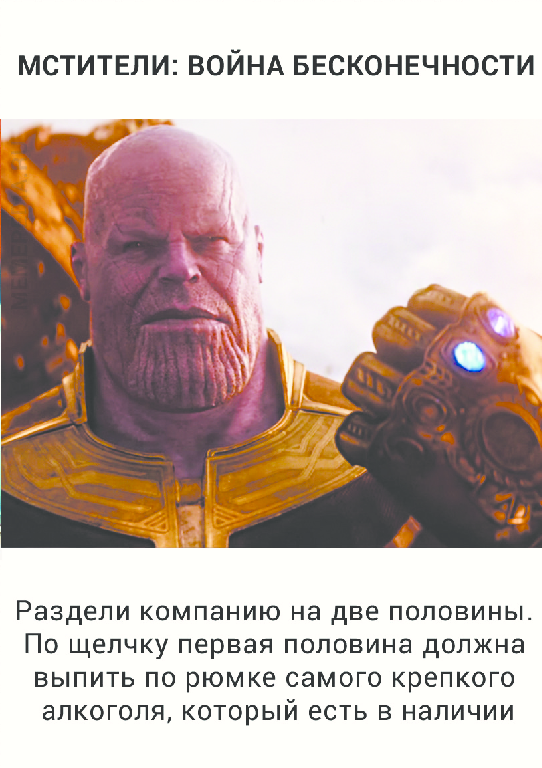 МСТИТЕЛИ: ВОЙНА БЕСКОНЕЧНОСТИ
Раздели компанию на две половины.
По щелчку первая половина должна
выпить по рюмке самого крепкого
алкоголя, который есть в наличии